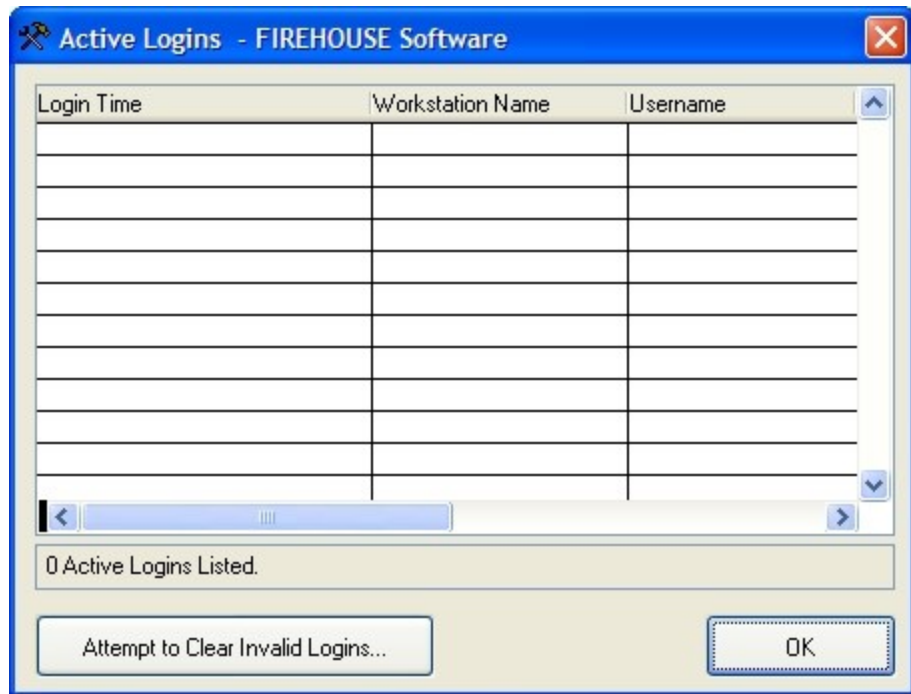 Active Logins - FIREHOUSE Software
Login Time Workstation Name Username
0 Active Logins Listed.
Attempt to Clear Invalid Logins... OK